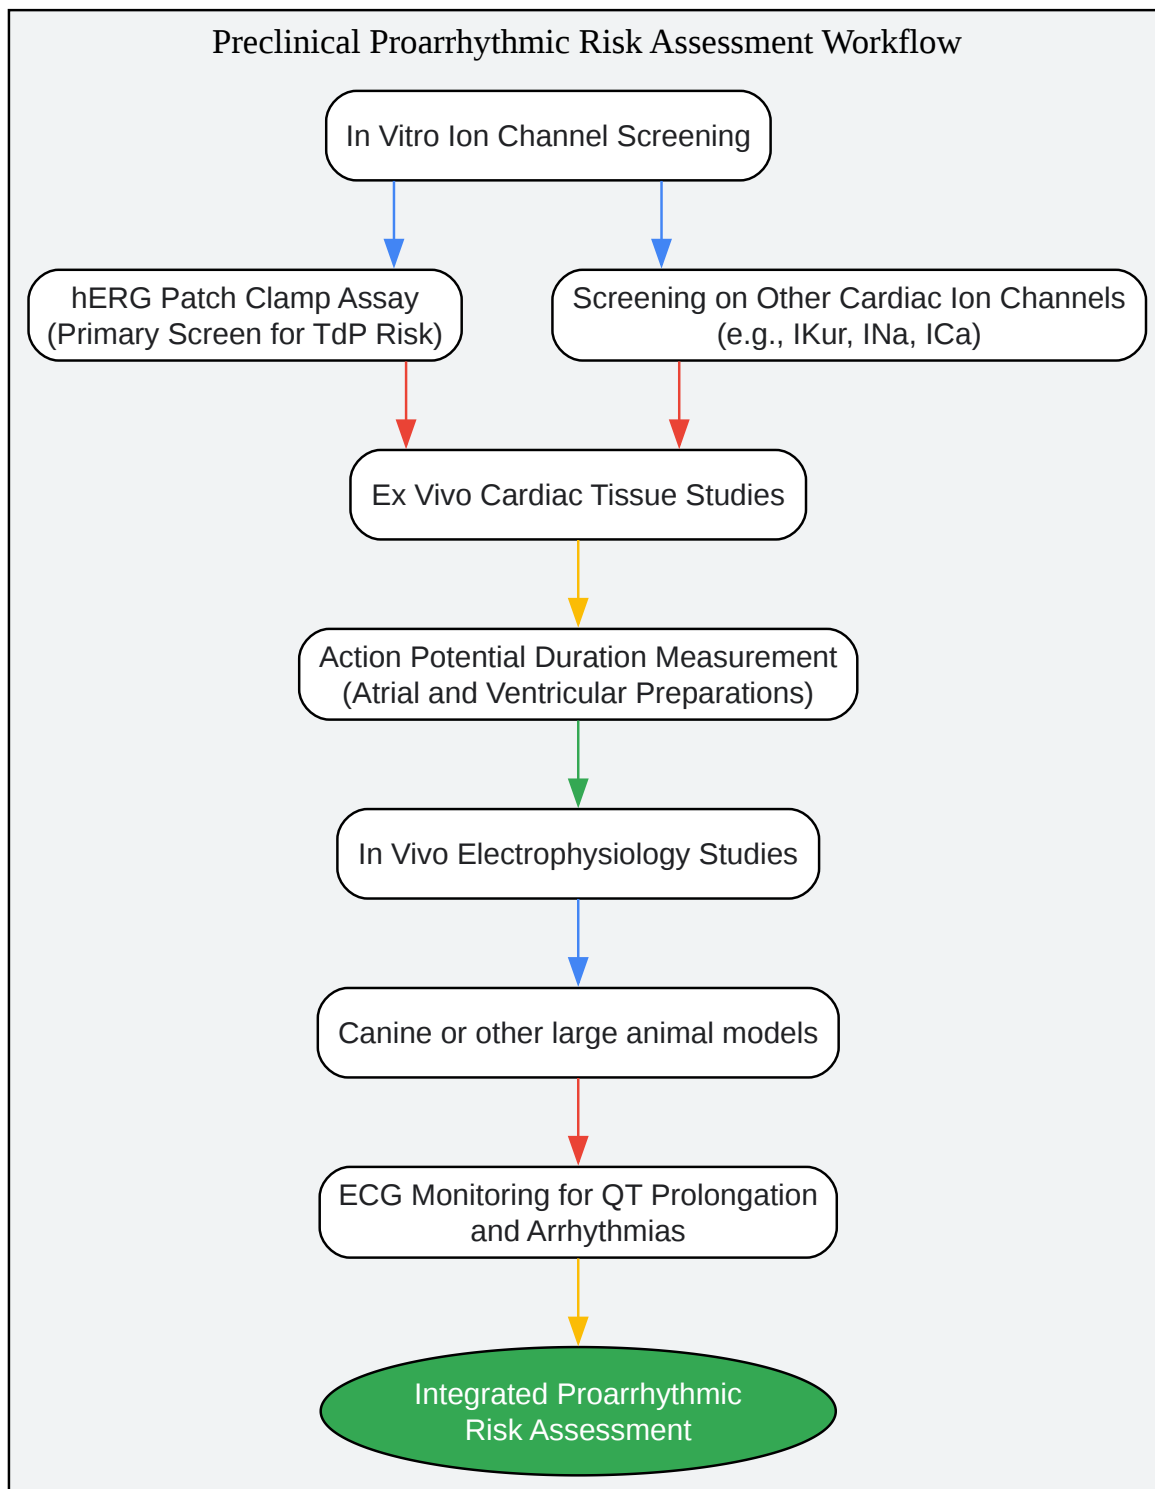 Preclinical Proarrhythmic Risk Assessment Workflow
In Vitro Ion Channel Screening
hERG Patch Clamp Assay
(Primary Screen for TdP Risk)
Screening on Other Cardiac Ion Channels
(e.g., IKur, INa, ICa)
Ex Vivo Cardiac Tissue Studies
Action Potential Duration Measurement
(Atrial and Ventricular Preparations)
In Vivo Electrophysiology Studies
Canine or other large animal models
ECG Monitoring for QT Prolongation
and Arrhythmias
Integrated Proarrhythmic
Risk Assessment